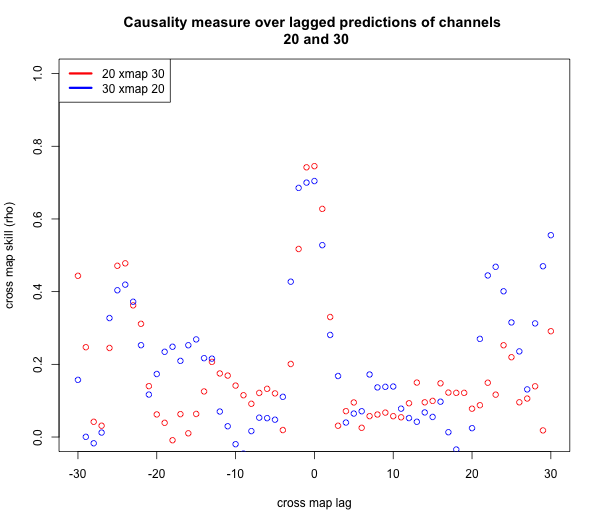 Causality measure over lagged predictions of channels
20 and 30
20 xmap 30
30 xmap 20
cross map skill (rho)
1.0
0.8
0.6
0.4
0.2
0.0
-30 -20 -10 0 10 20 30
cross map lag